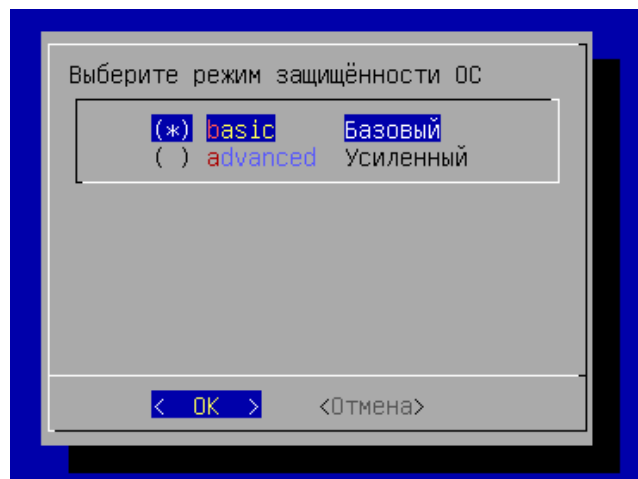 Выберите режим защищённости ОС
(*) basic Базовый
( ) advanced Усиленный
< OK > <Отмена>